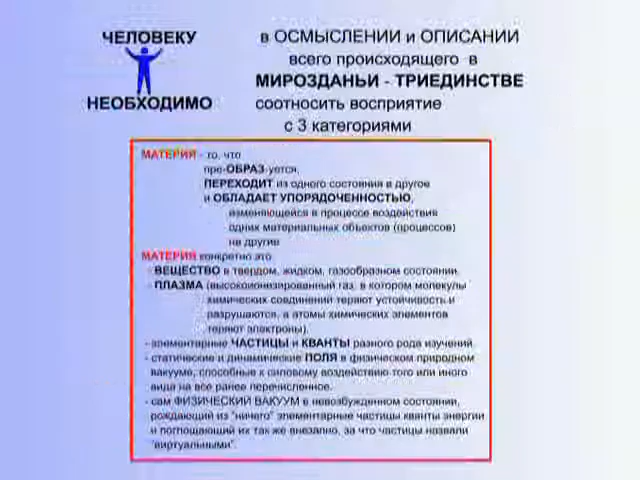 ЧЕЛОВЕКУ
НЕОБХОДИМО
в ОСМЫСЛЕНИИ и ОПИСАНИИ
всего происходящего в
МИРОЗДАНЬИ - ТРИЕДИНСТВЕ
соотносить восприятие
с 3 категориями
МАТЕРИЯ - то, что
прe-ОБРАЗ-уется,
ПЕРЕХОДИТ из одного состояния в другое
и ОБЛАДАЕТ УПОРЯДОЧЕННОСТЬЮ,
изменяющейся в процессе воздействия
одних материальных объектов (процессов)
на другие
МАТЕРИЯ конкретно это
- ВЕЩЕСТВО в твердом, жидком, газообразном состоянии.
- ПЛАЗМА (высокоионизированный газ, в котором молекулы
химических соединений теряют устойчивость и
разрушаются, а атомы химических элементов
теряют электроны).
- элементарные ЧАСТИЦЫ и КВАНТЫ разного рода изучений.
- статические и динамические ПОЛЯ в физическом природном
вакууме, способные к силовому воздействию того или иного
вида на все ранее перечисленное.
- сам ФИЗИЧЕСКИЙ ВАКУУМ в невозбужденном состоянии,
рождающий из "ничего" элементарные частицы кванты энергии
и поглощающий их так же внезапно, за что частицы назвали
"виртуальными".